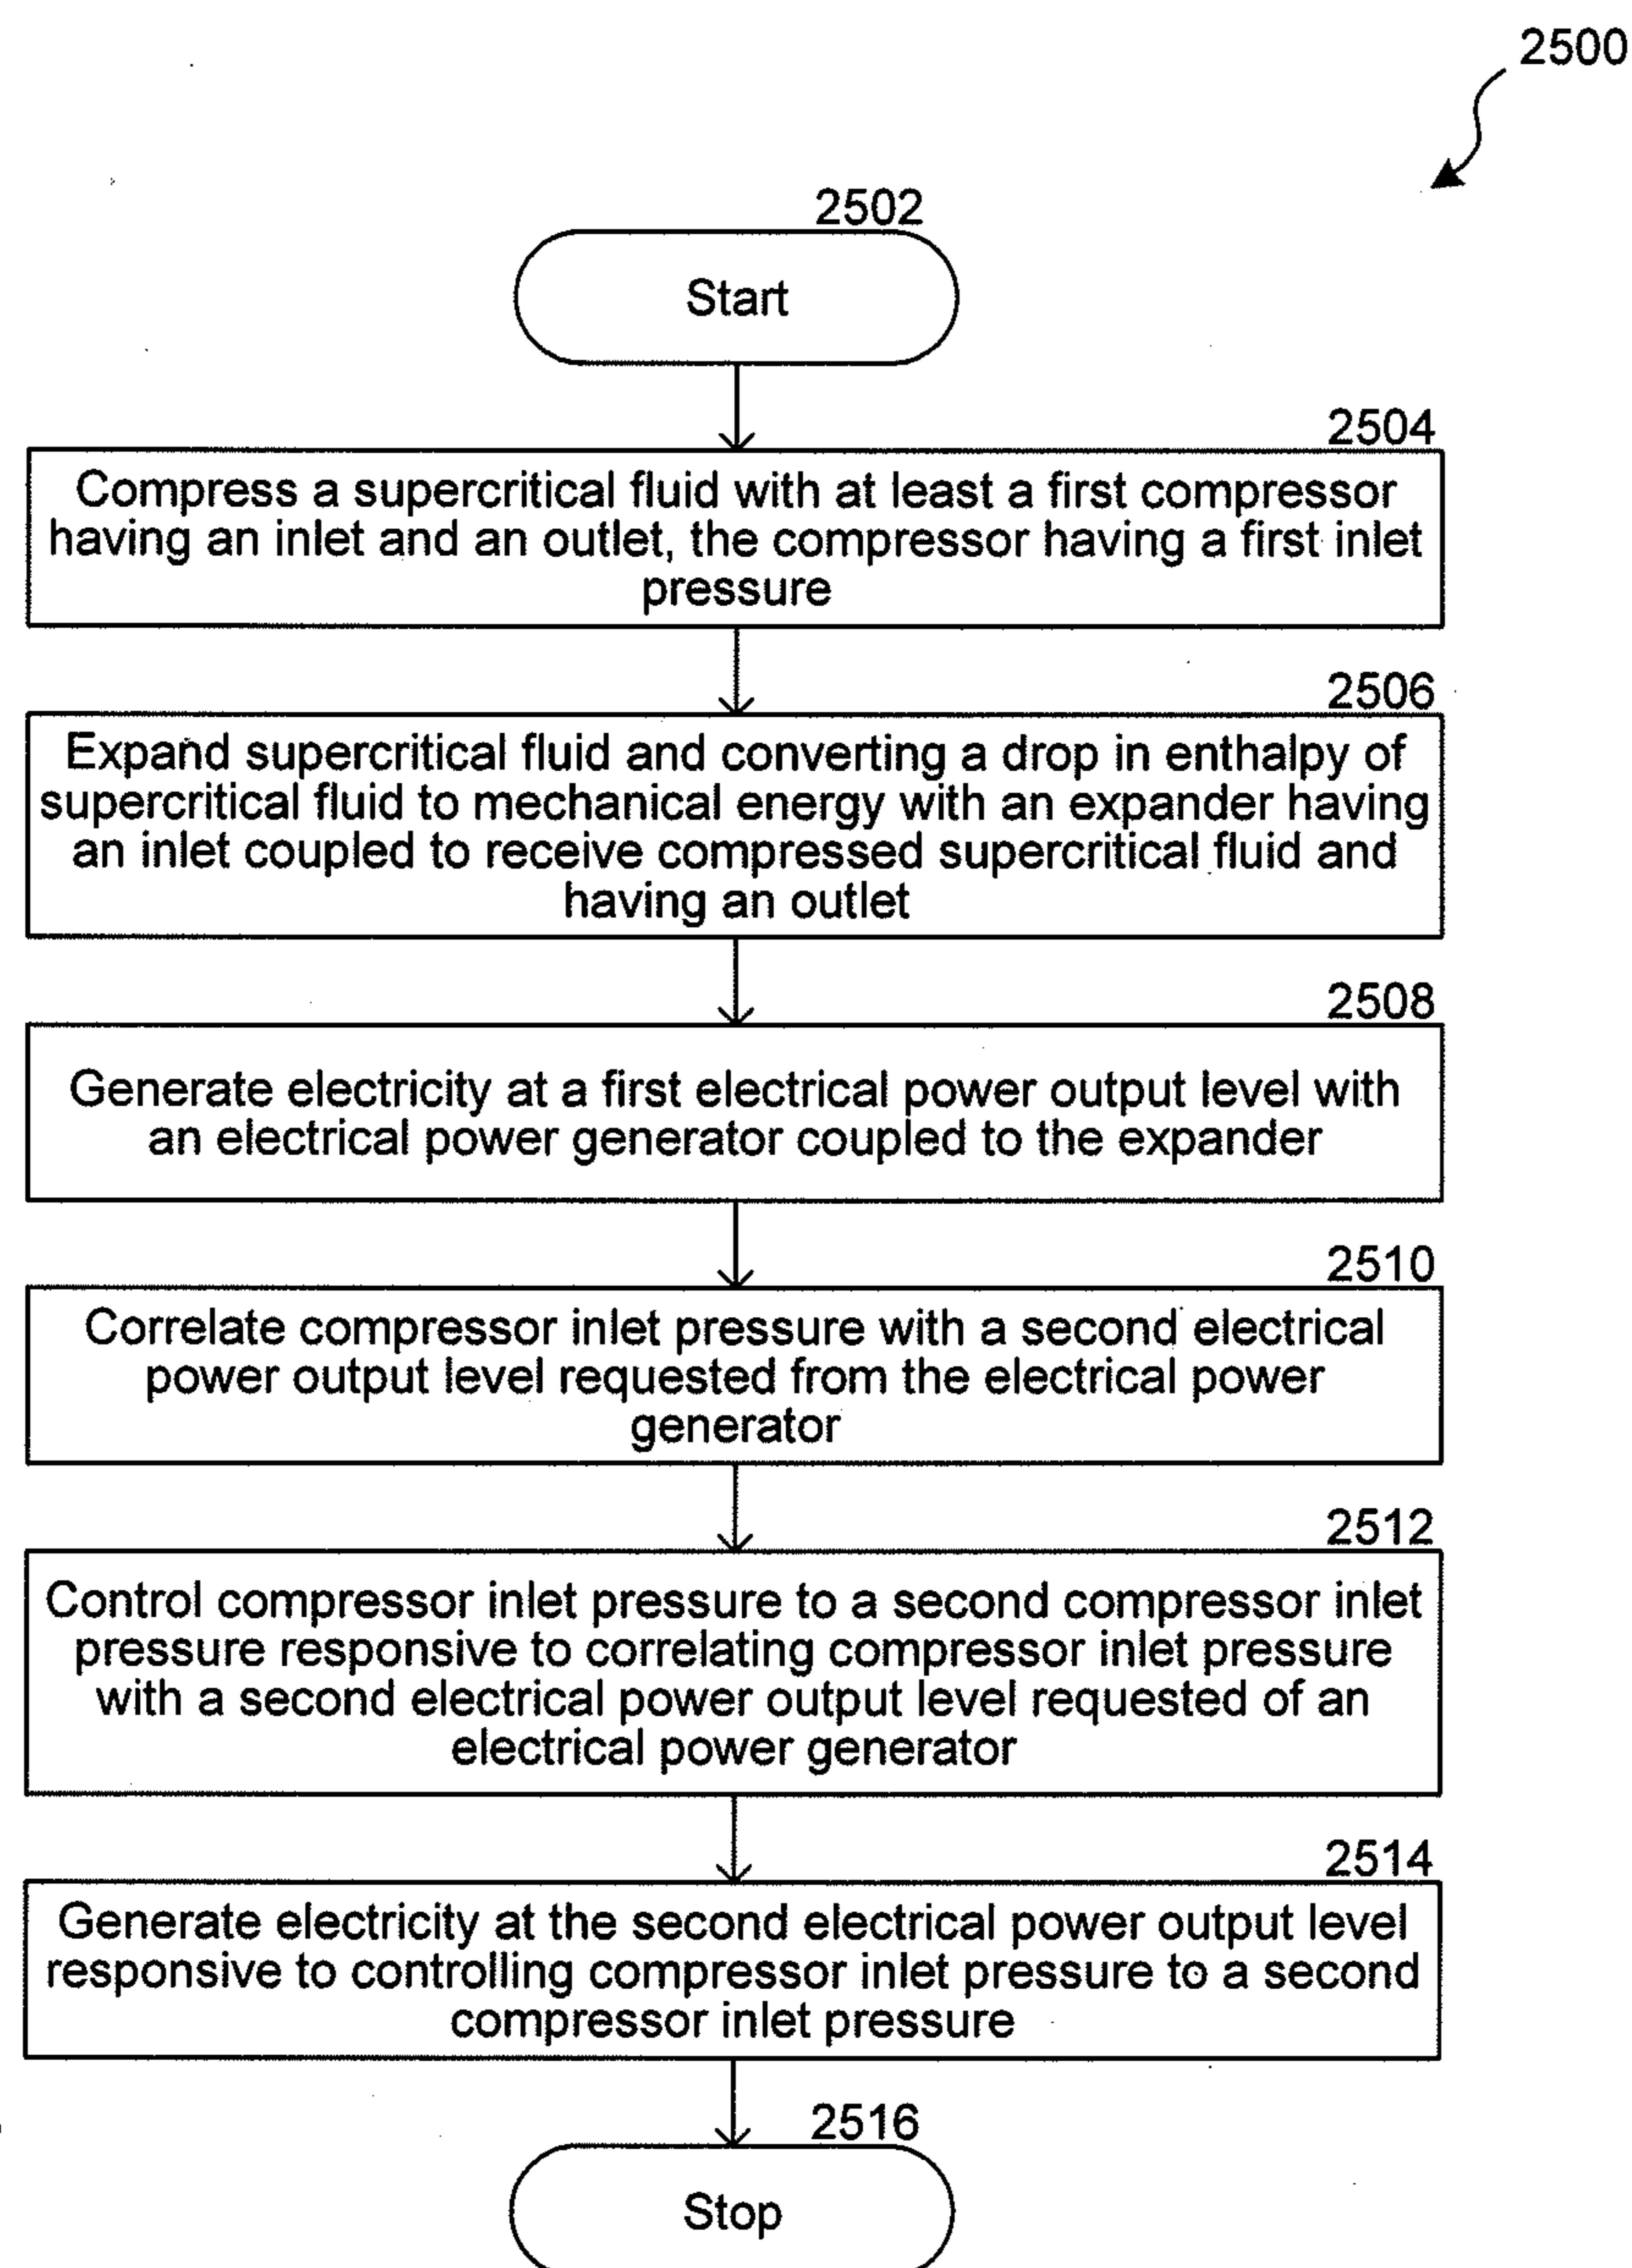 2500
2502
Start
2504
Compress a supercritical fluid with at least a first compressor
having an inlet and an outlet, the compressor having a first inlet
pressure
2506
Expand supercritical fluid and converting a drop in enthalpy of
supercritical fluid to mechanical energy with an expander having
an inlet coupled to receive compressed supercritical fluid and
having an outlet
2508
Generate electricity at a first electrical power output level with
an electrical power generator coupled to the expander
2510
Correlate compressor inlet pressure with a second electrical
power output level requested from the electrical power
generator
2512
Control compressor inlet pressure to a second compressor inlet
pressure responsive to correlating compressor inlet pressure
with a second electrical power output level requested of an
electrical power generator
2514
Generate electricity at the second electrical power output level
responsive to controlling compressor inlet pressure to a second
compressor inlet pressure
2516
Stop